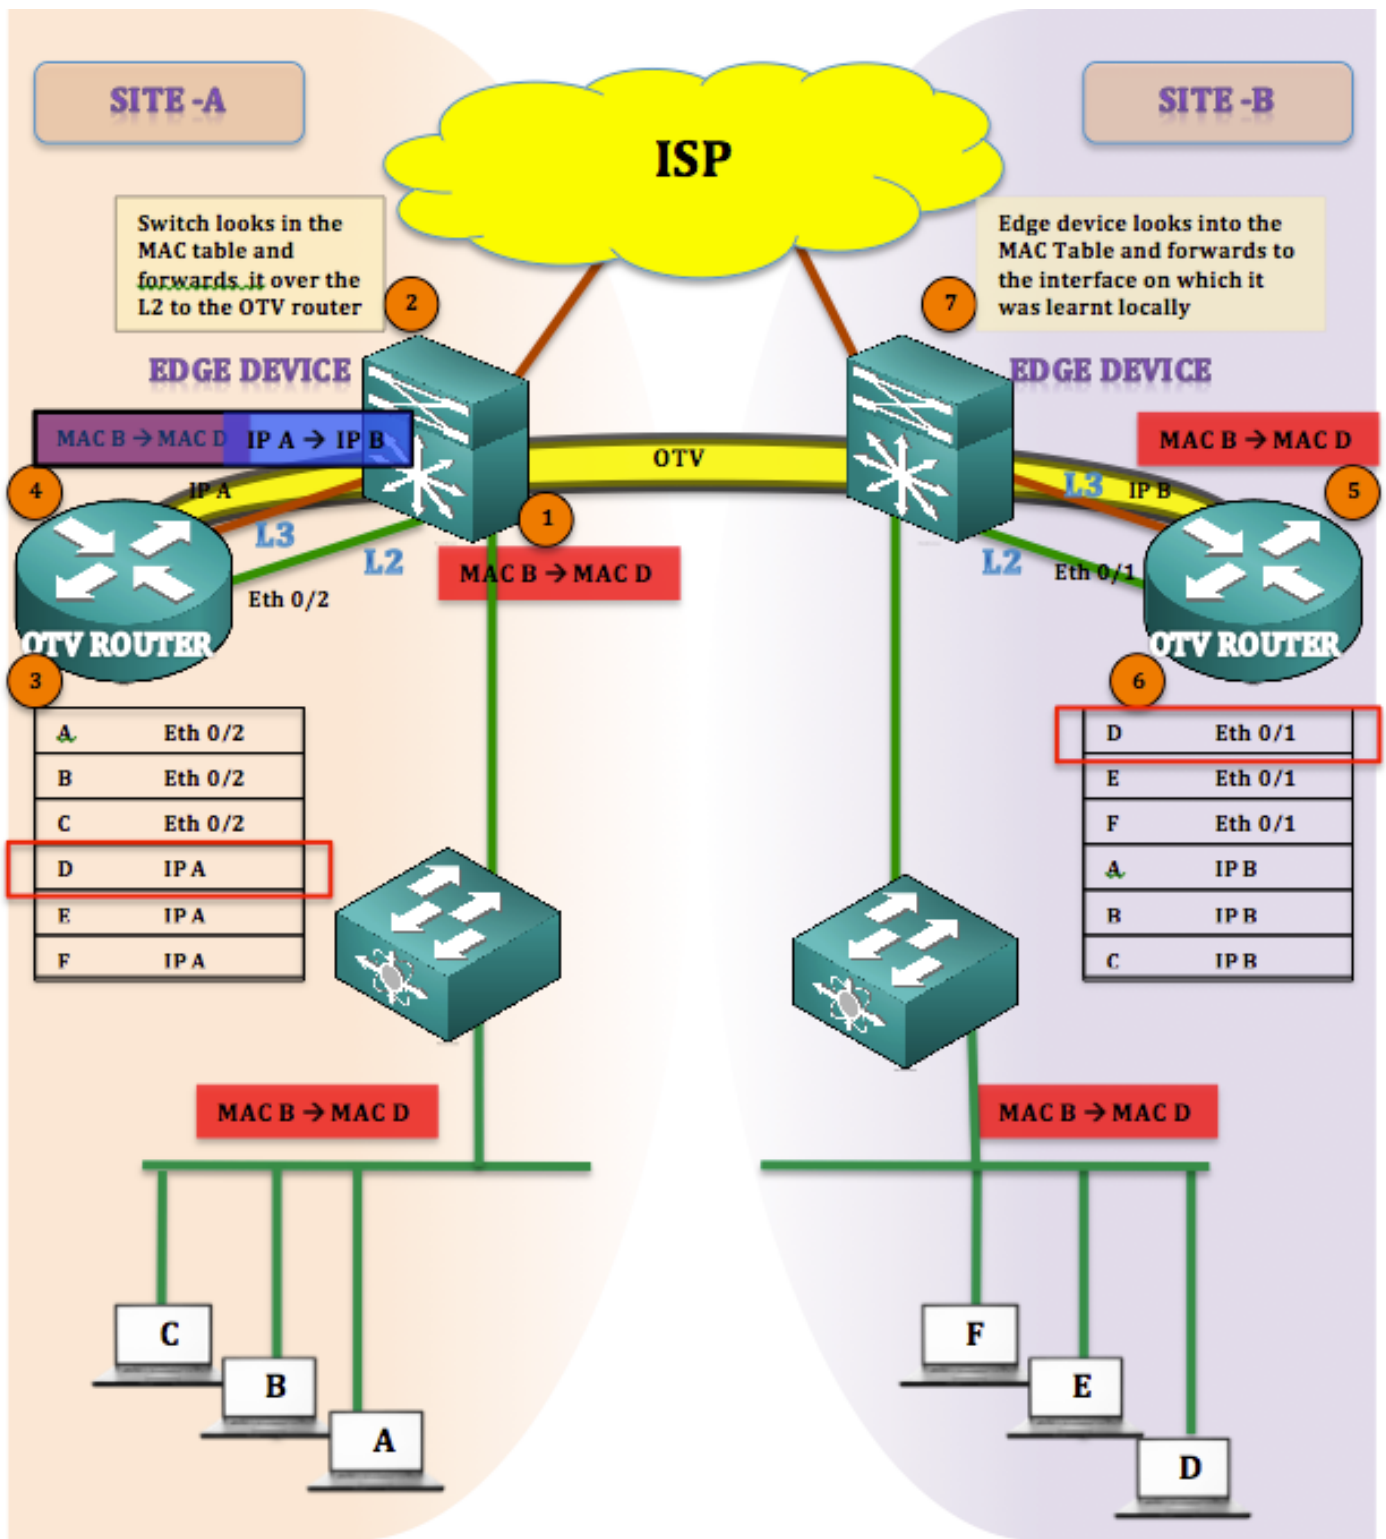 SITE -A
SITE -B
ISP
Switch looks in the
MAC table and
forwards it over the
L2 to the OTV router
2
7
Edge device looks into the
MAC Table and forwards to
the interface on which it
was learnt locally
EDGE DEVICE
EDGE DEVICE
MAC B → MAC D
IP A → IP B
MAC B → MAC D
OTV
4
IP A
L3
L2
Eth 0/2
1
MAC B → MAC D
L3
IP B
5
L2
Eth 0/1
OTV ROUTER
OTV ROUTER
3
A Eth 0/2
B Eth 0/2
C Eth 0/2
D IP A
E IP A
F IP A
6
D Eth 0/1
E Eth 0/1
F Eth 0/1
A IP B
B IP B
C IP B
MAC B → MAC D
MAC B → MAC D
C
B
A
F
E
D